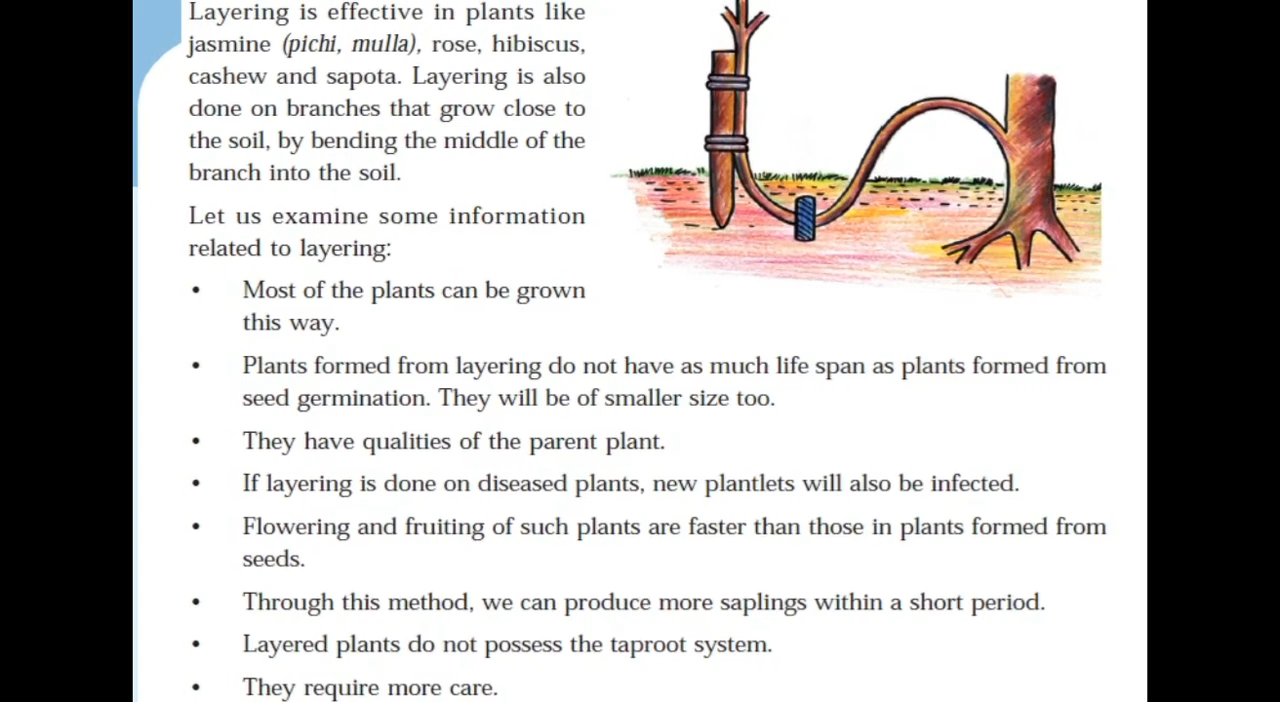 Layering is effective in plants like
jasmine (pichi, mulla), rose, hibiscus,
cashew and sapota. Layering is also
done on branches that grow close to
the soil, by bending the middle of the
branch into the soil.
Let us examine some information
related to layering:
• Most of the plants can be grown
this way.
• Plants formed from layering do not have as much life span as plants formed from
seed germination. They will be of smaller size too.
• They have qualities of the parent plant.
• If layering is done on diseased plants, new plantlets will also be infected.
• Flowering and fruiting of such plants are faster than those in plants formed from
seeds.
• Through this method, we can produce more saplings within a short period.
• Layered plants do not possess the taproot system.
• They require more care.